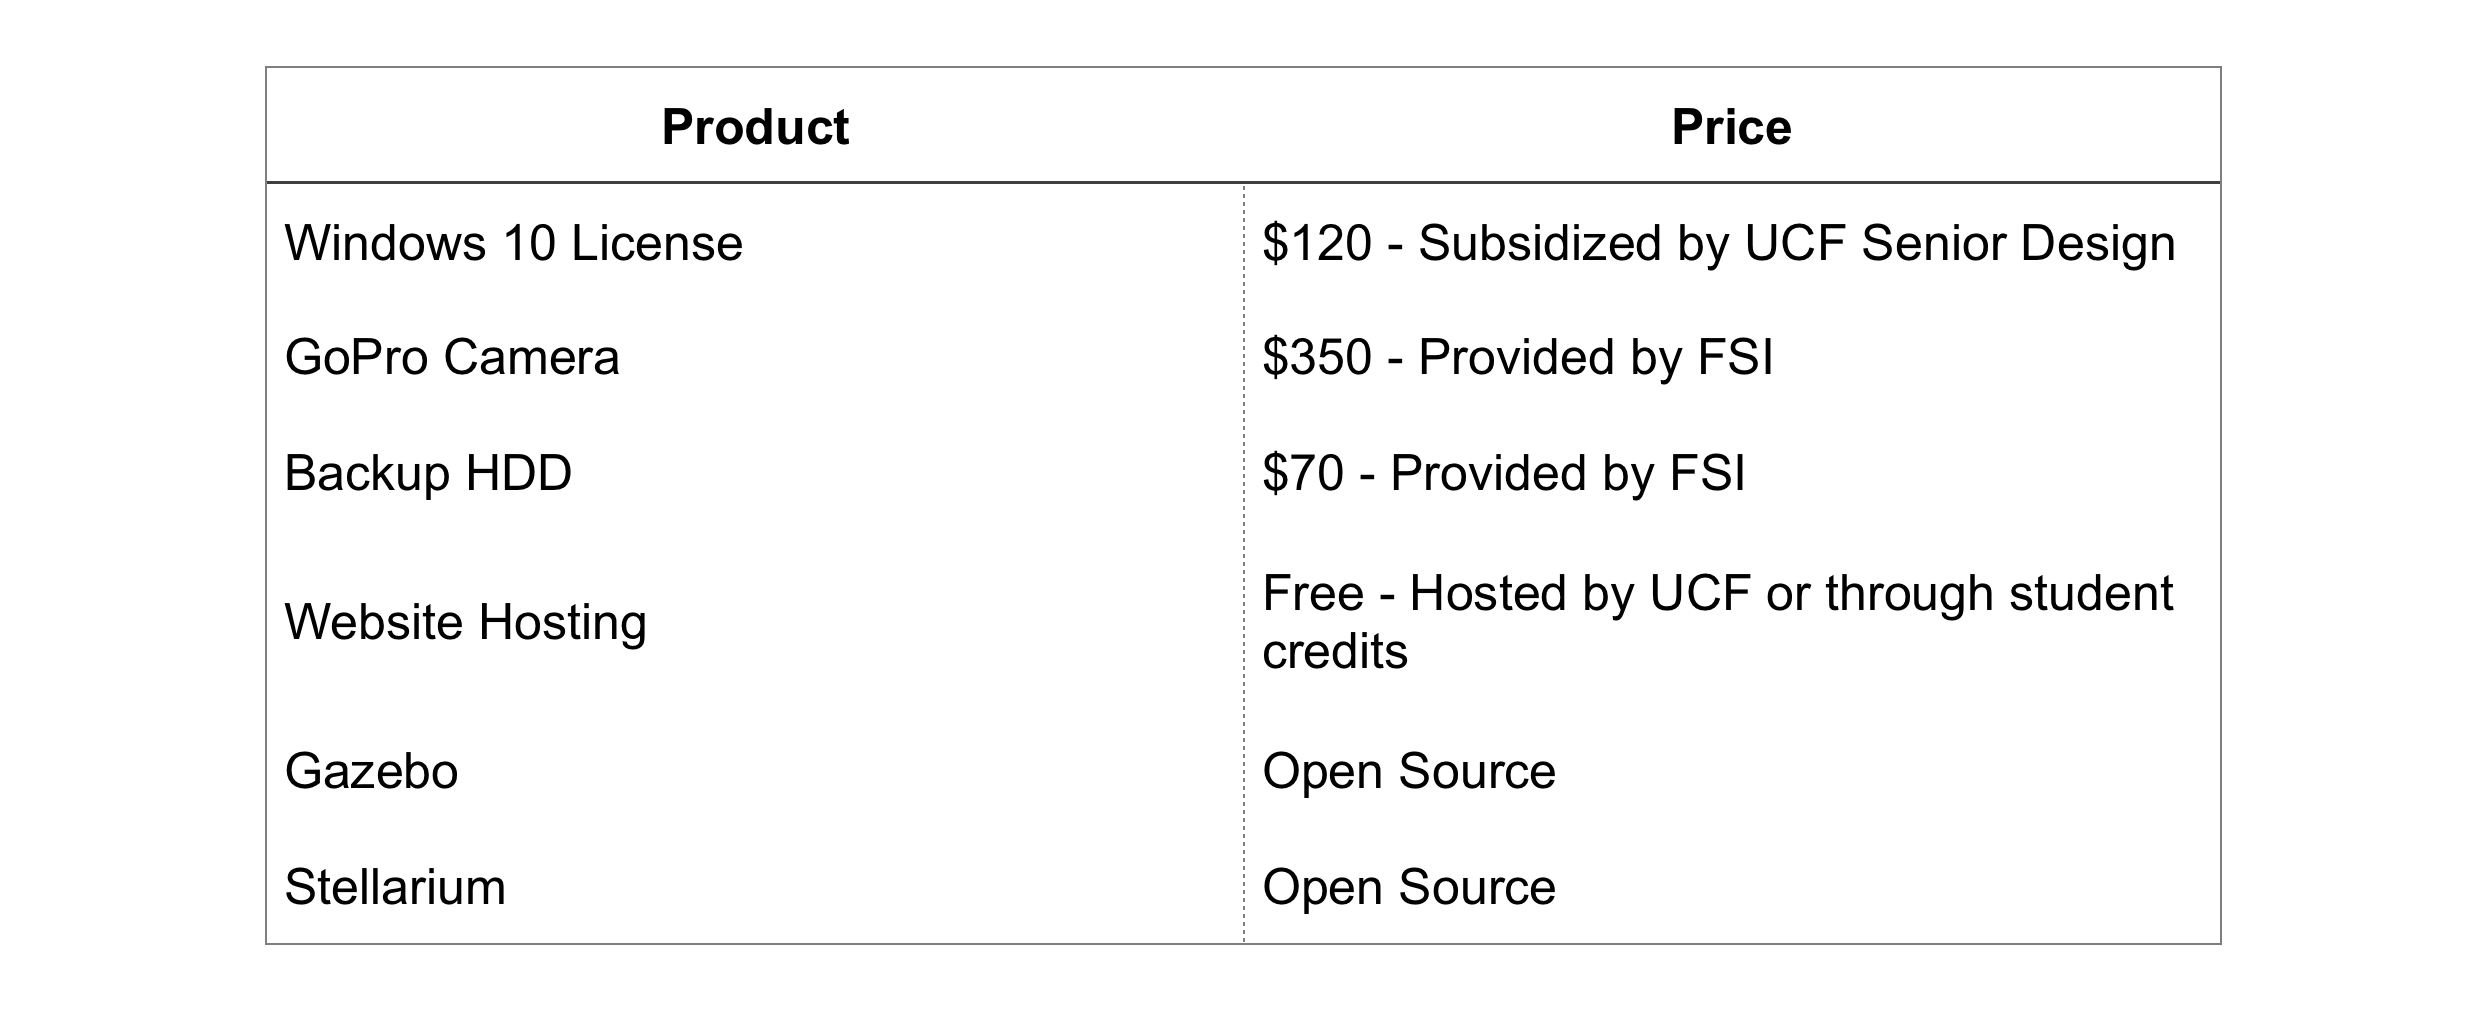 Product Price
Windows 10 License $120 - Subsidized by UCF Senior Design
GoPro Camera $350 - Provided by FSI
Backup HDD $70 - Provided by FSI
Website Hosting Free - Hosted by UCF or through student
credits
Gazebo Open Source
Stellarium Open Source